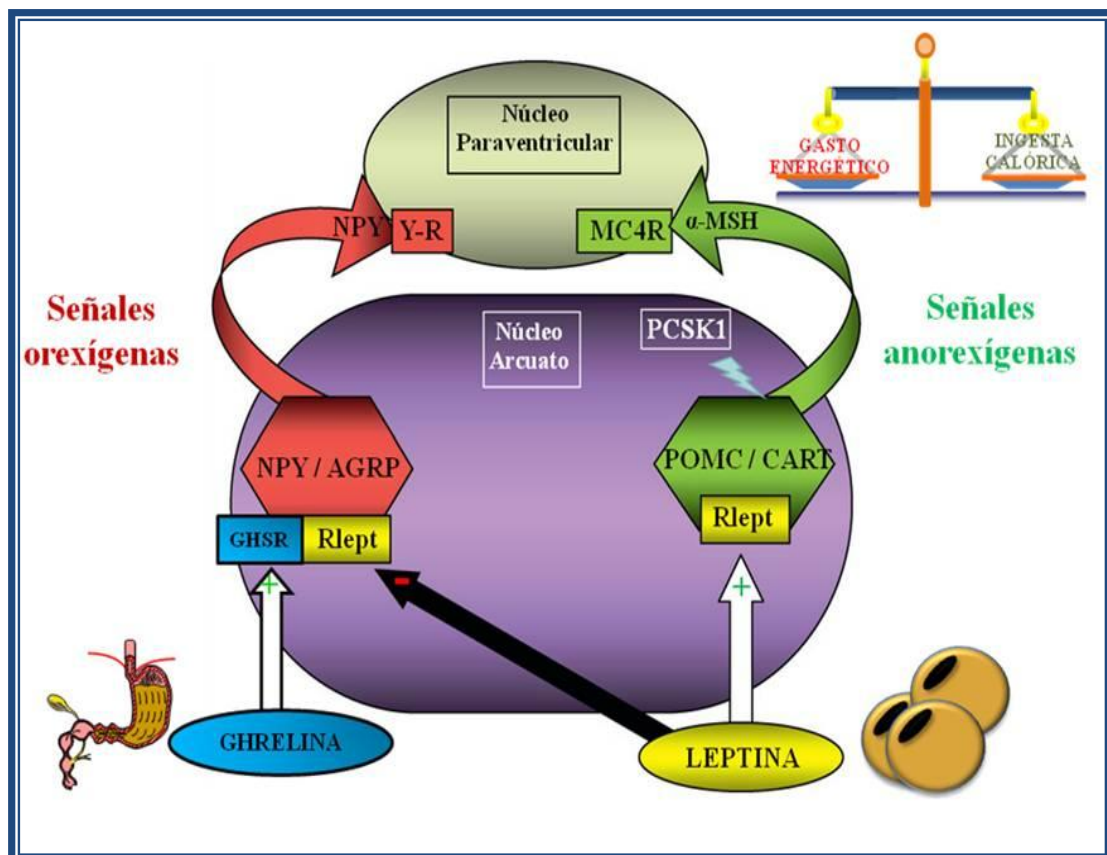 Núcleo
Paraventricular
GASTO
ENERGÉTICO
INGESTA
CALÓRICA
NPY
Y-R
MC4R
α-MSH
Señales
orexígenas
Núcleo
Arcuato
PCSK1
Señales
anorexígenas
NPY / AGRP
POMC / CART
GHSR
Rlept
Rlept
+
-
+
GHRELINA
LEPTINA